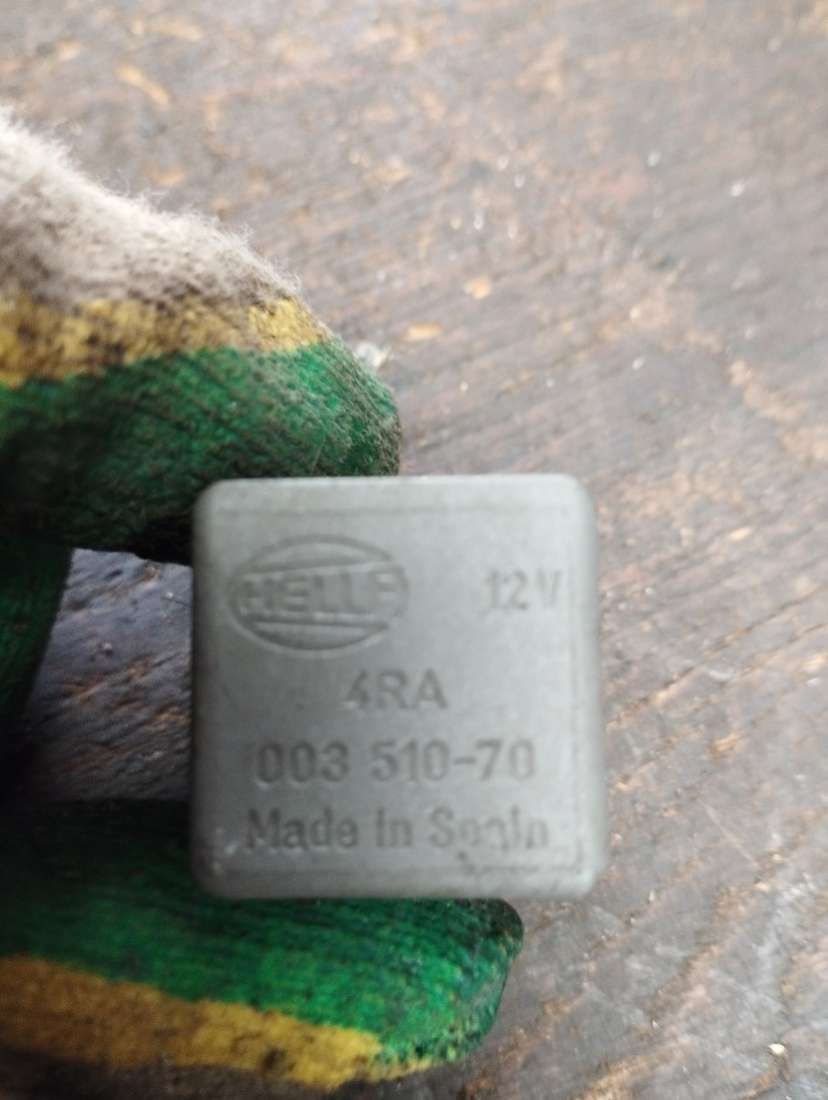 HELLA 12V
4RA
003 510-70
Made in Spain